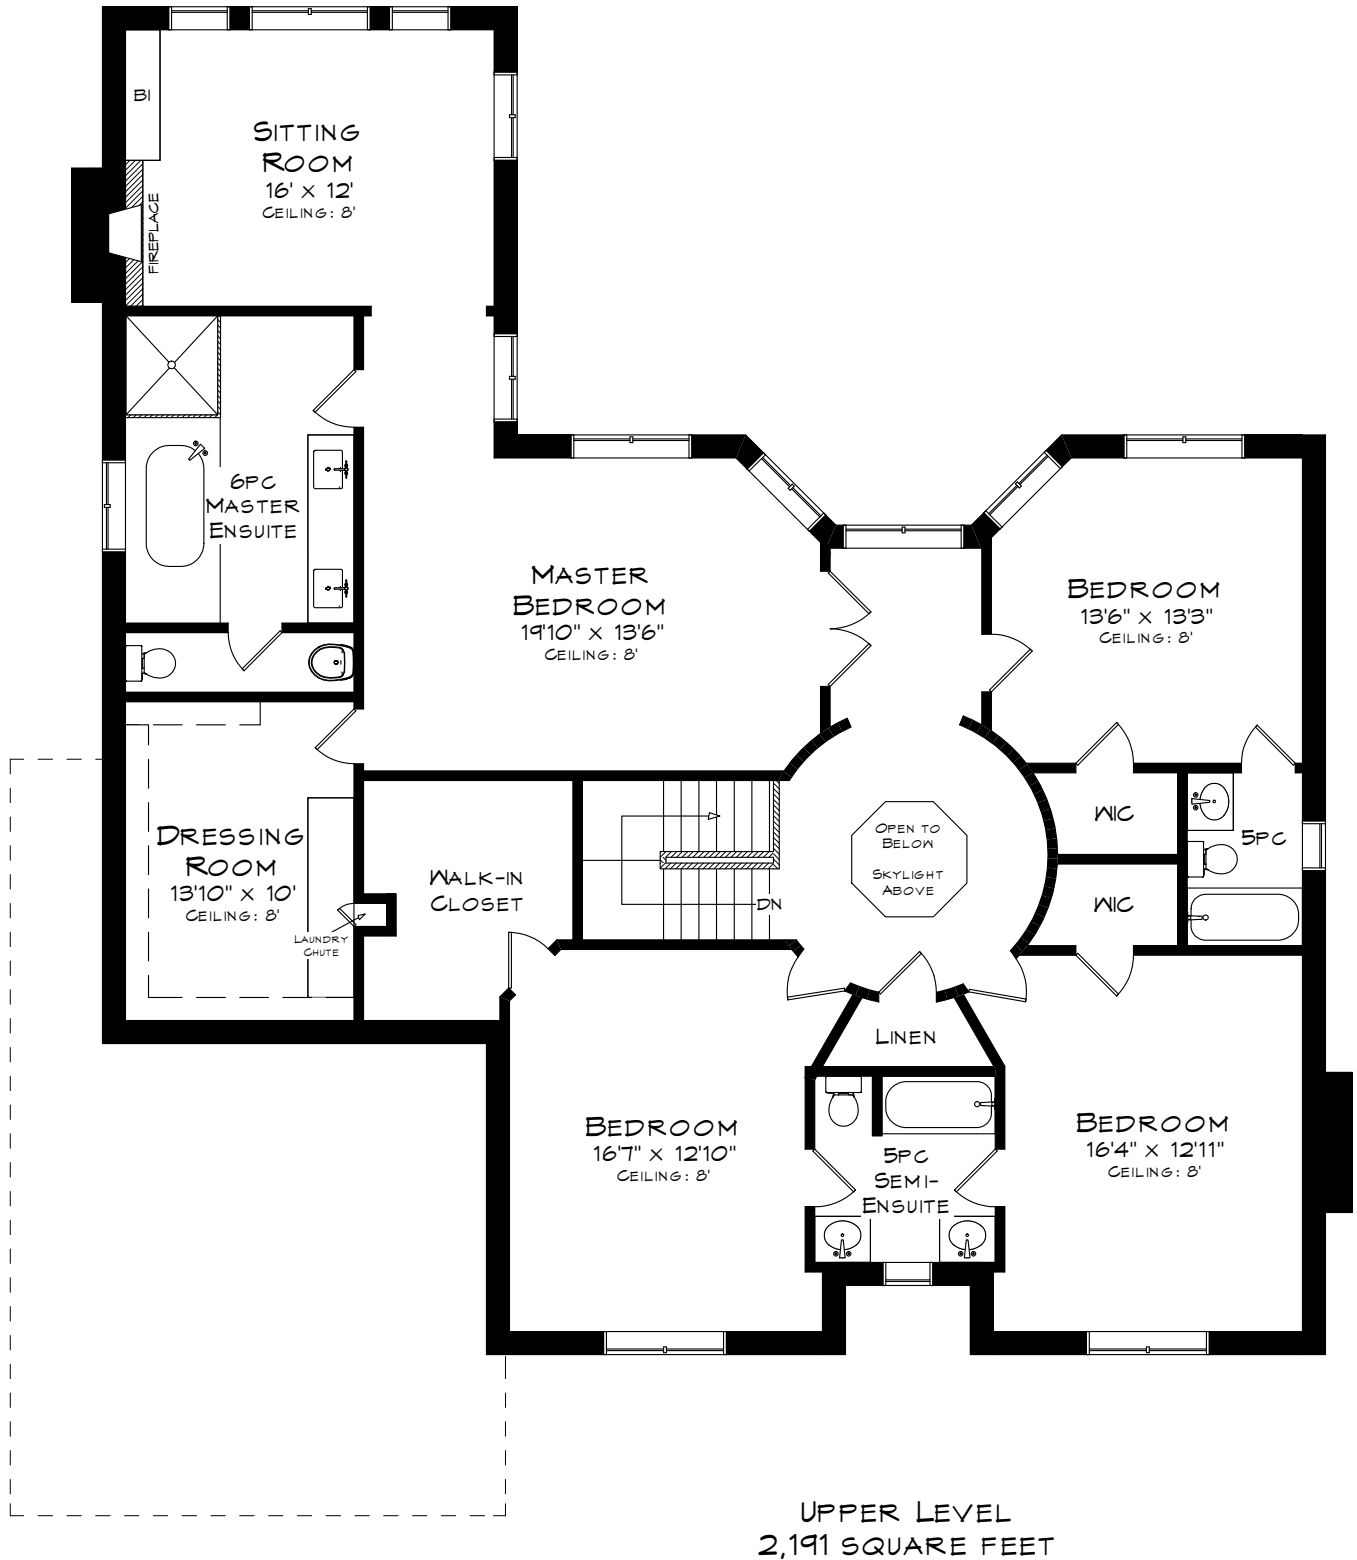 BI
SITTING
ROOM
16' X 12'
CEILING: 8'
FIREPLACE
6PC
MASTER
ENSUITE
MASTER
BEDROOM
19'10" X 13'6"
CEILING: 8'
BEDROOM
13'6" X 13'3"
CEILING: 8'
DRESSING
ROOM
13'10" X 10'
CEILING: 8'
LAUNDRY
CHUTE
WALK-IN
CLOSET
DN
OPEN TO
BELOW
SKYLIGHT
ABOVE
WIC
5PC
WIC
LINEN
BEDROOM
16'7" X 12'10"
CEILING: 8'
5PC
SEMI-
ENSUITE
BEDROOM
16'4" X 12'11"
CEILING: 8'
UPPER LEVEL
2,191 SQUARE FEET